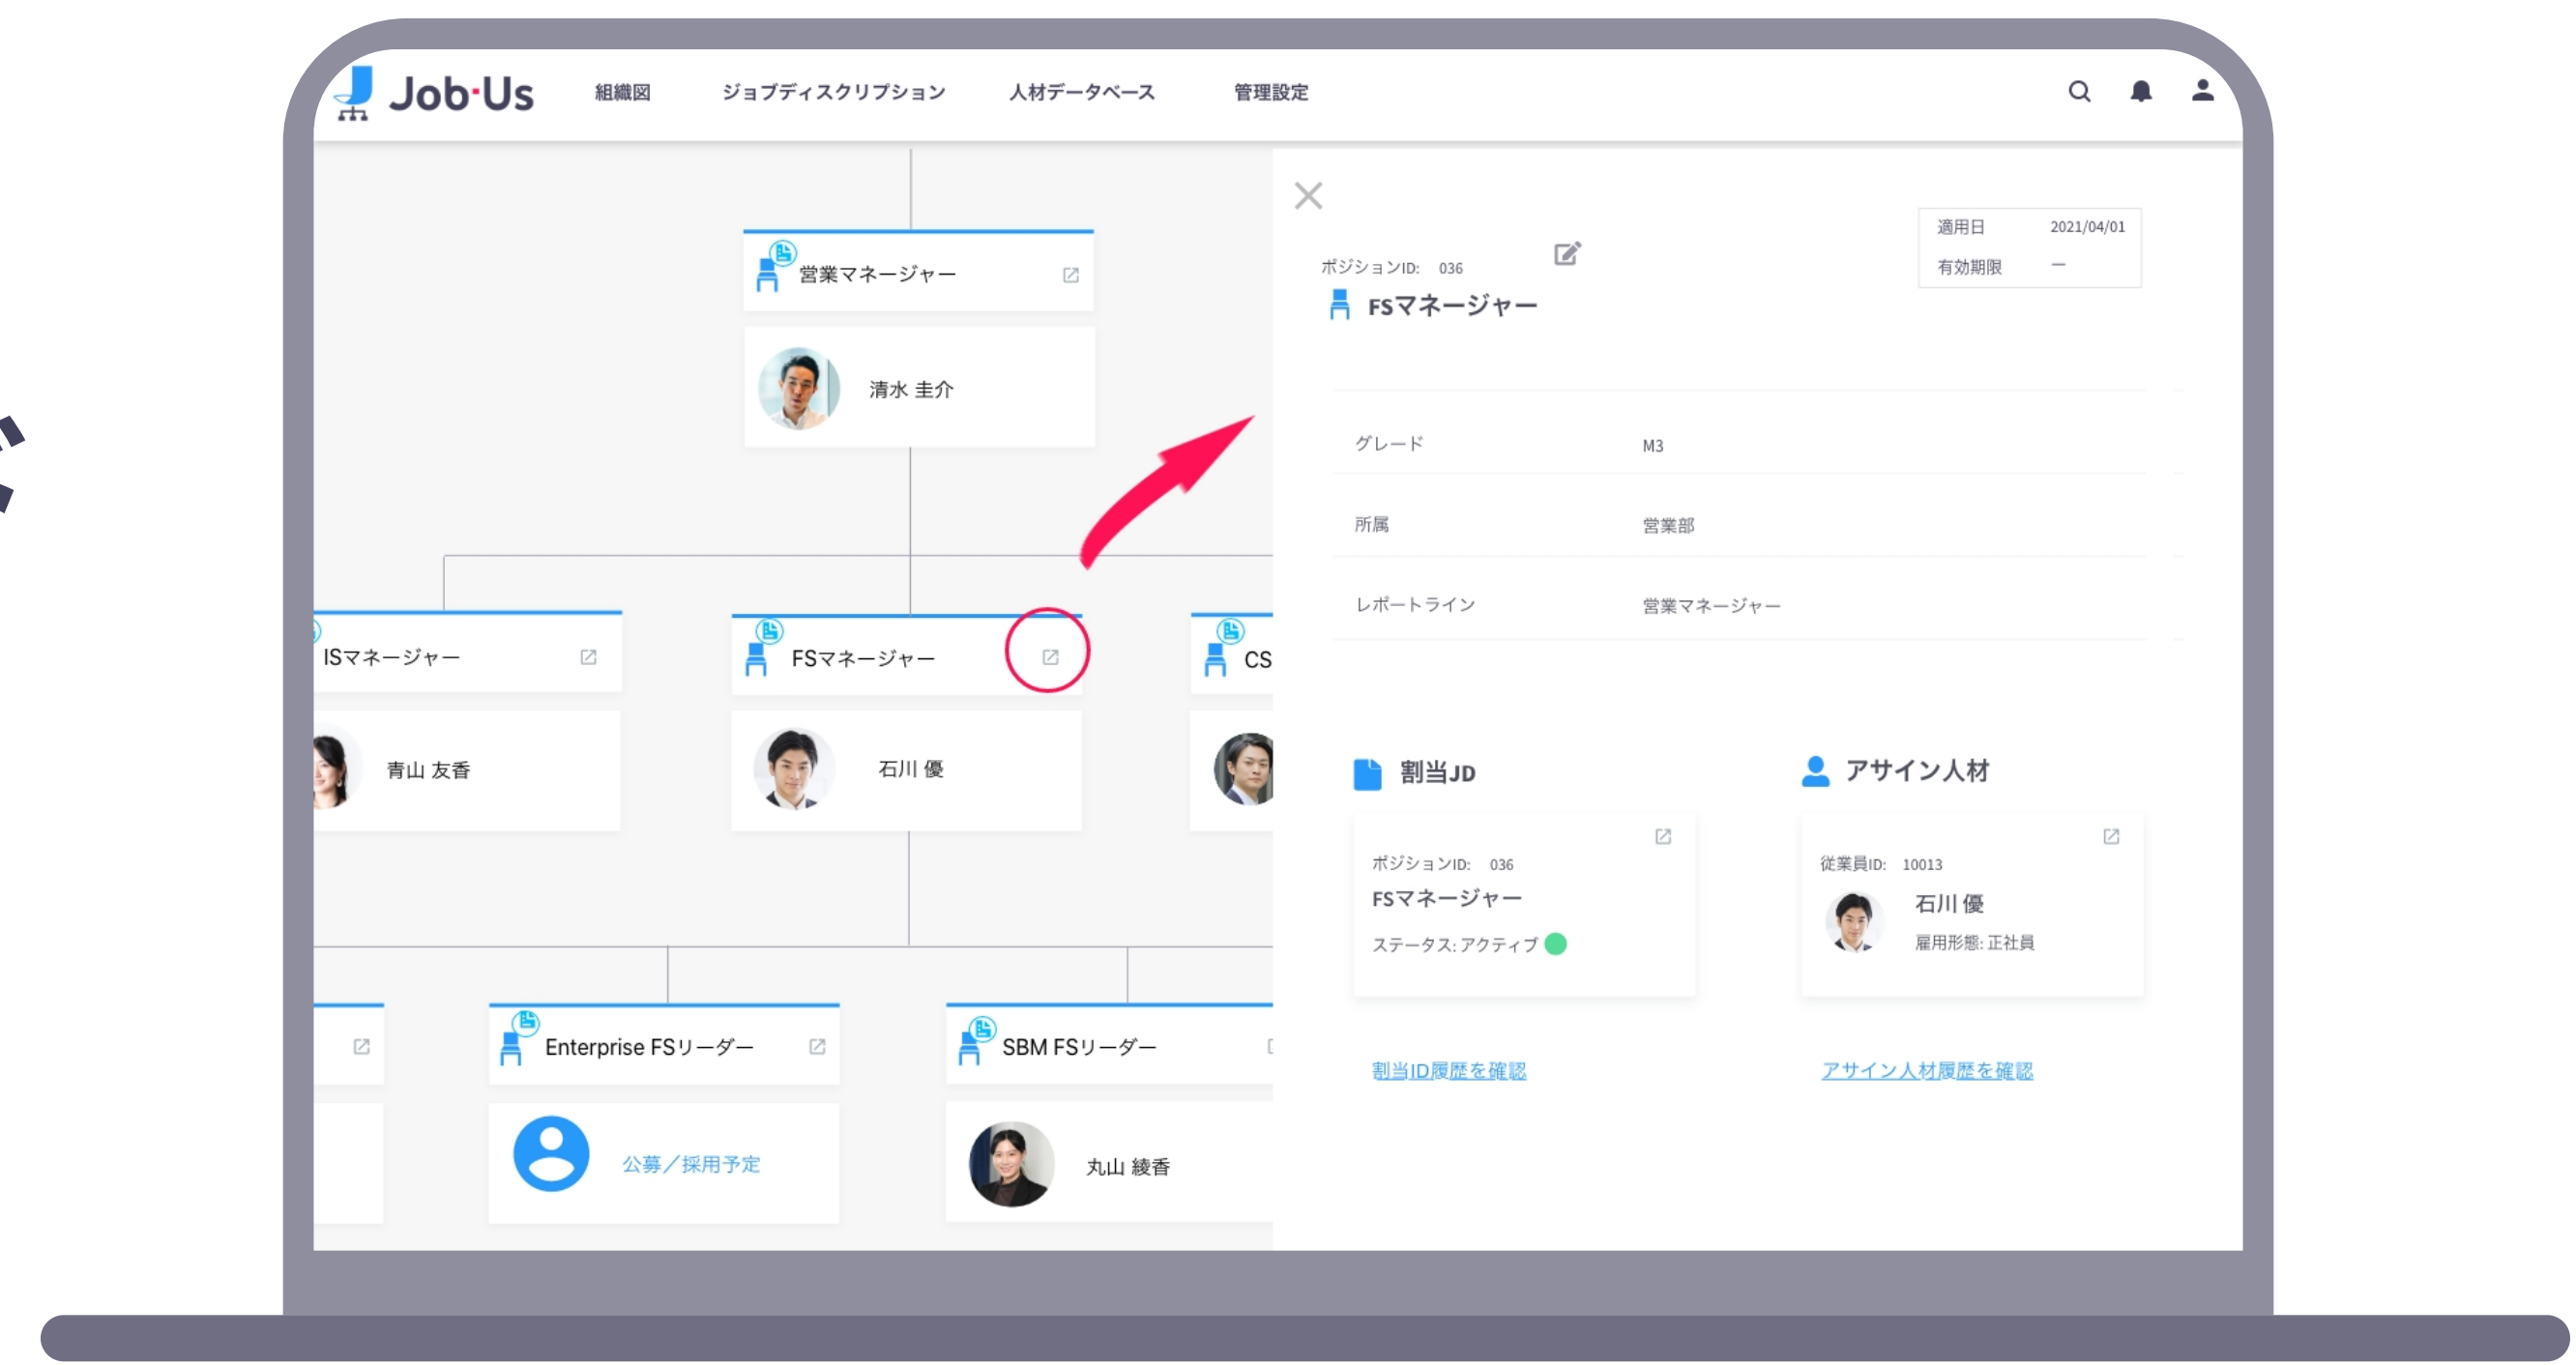 Job·Us
組織図
ジョブディスクリプション
人材データベース
管理設定
営業マネージャー
清水 圭介
ISマネージャー
青山 友香
FSマネージャー
石川 優
CS
Enterprise FSリーダー
公募／採用予定
SBM FSリーダー
丸山 綾香
適用日 2021/04/01
有効期限 ー
ポジションID: 036
FSマネージャー
グレード M3
所属 営業部
レポートライン 営業マネージャー
割当JD
ポジションID: 036
FSマネージャー
ステータス: アクティブ
割当ID履歴を確認
アサイン人材
従業員ID: 10013
石川 優
雇用形態: 正社員
アサイン人材履歴を確認